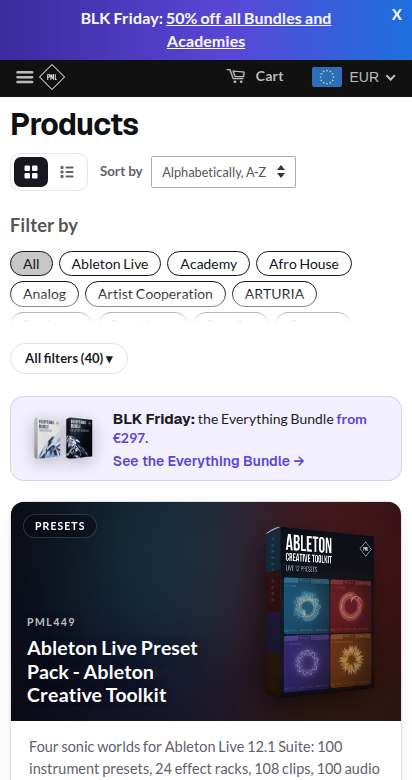 BLK Friday: 50% off all Bundles and
Academies
X
PML
Cart
EUR
Products
Sort by
Alphabetically, A-Z
Filter by
All
Ableton Live
Academy
Afro House
Analog
Artist Cooperation
ARTURIA
All filters (40) ▾
BLK Friday: the Everything Bundle from
€297.
See the Everything Bundle →
PRESETS
ABLETON
CREATIVE TOOLKIT
LIVE 12 PRESETS
PML449
Ableton Live Preset
Pack - Ableton
Creative Toolkit
Four sonic worlds for Ableton Live 12.1 Suite: 100
instrument presets, 24 effect racks, 108 clips, 100 audio